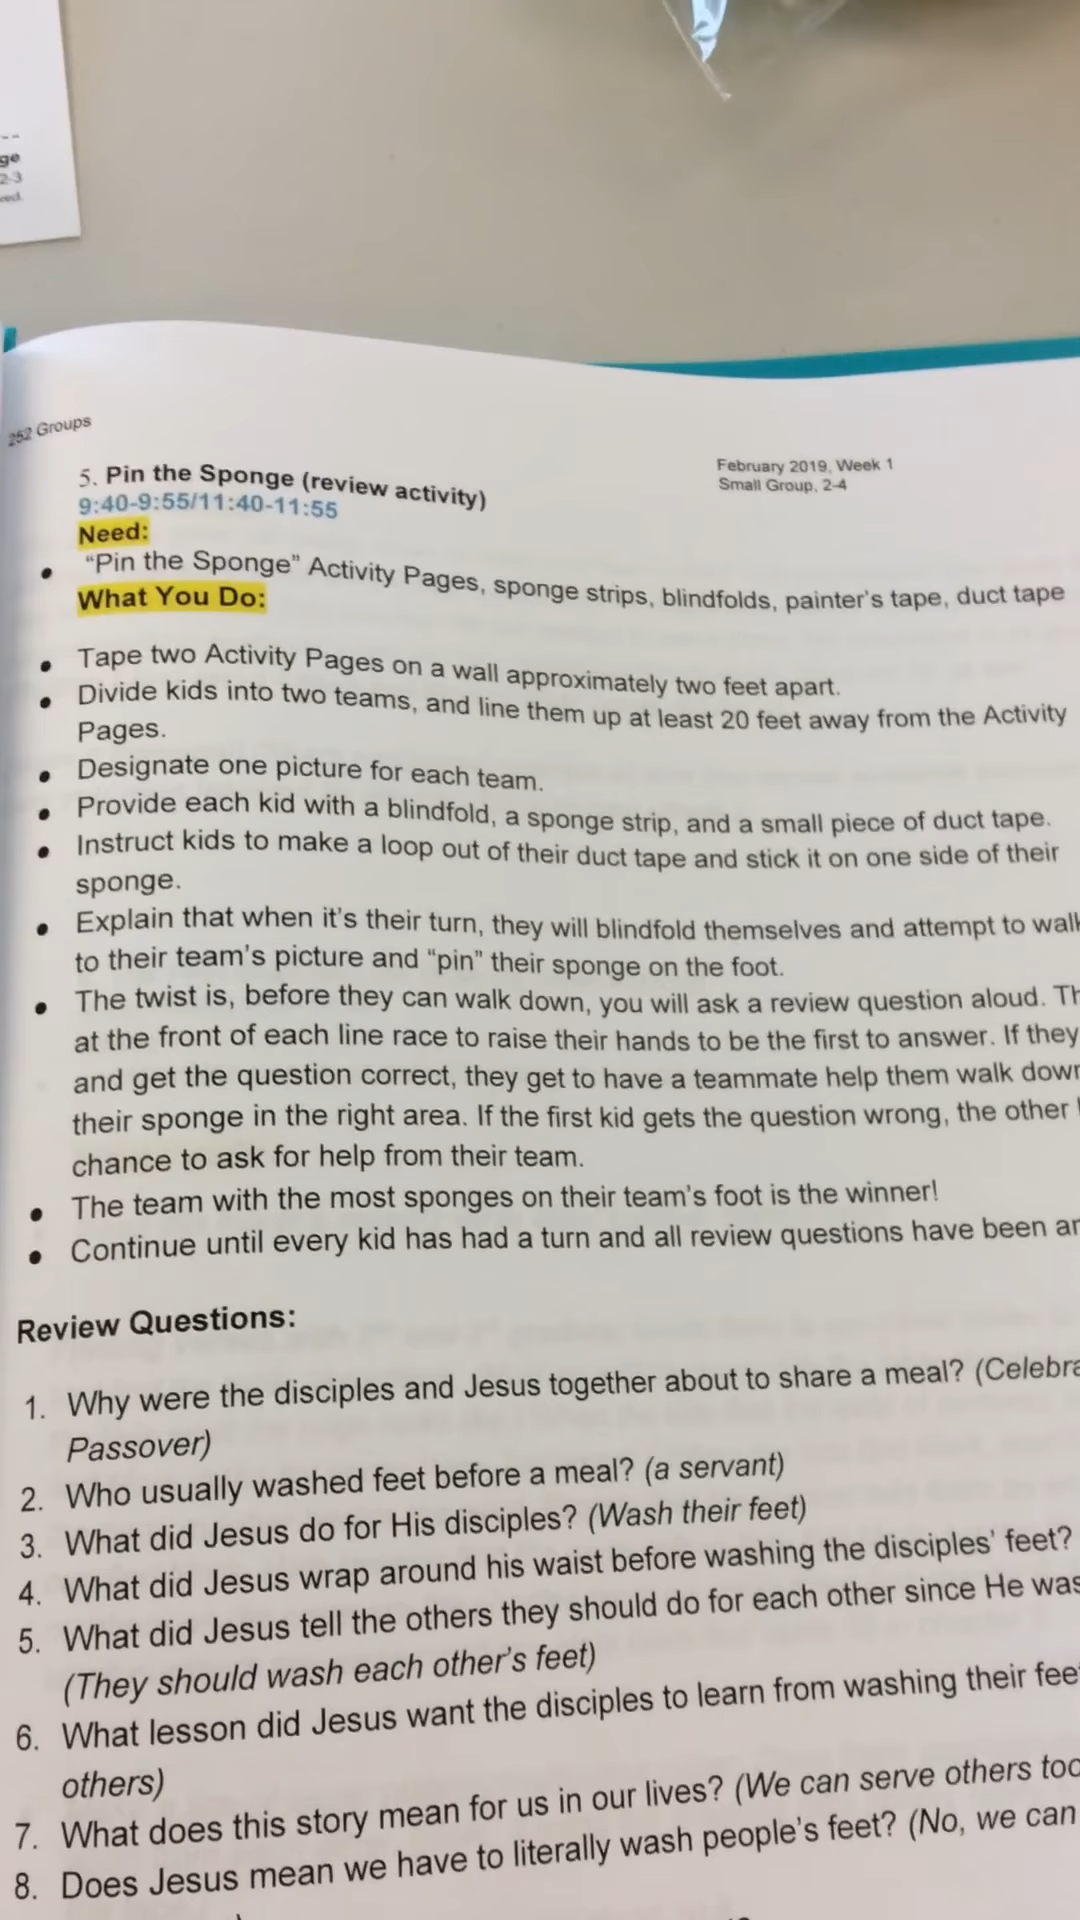 ge
2-3
252 Groups
February 2019, Week 1
Small Group, 2-4
5. Pin the Sponge (review activity)
9:40-9:55/11:40-11:55
Need:
• "Pin the Sponge" Activity Pages, sponge strips, blindfolds, painter's tape, duct tape
What You Do:
• Tape two Activity Pages on a wall approximately two feet apart.
• Divide kids into two teams, and line them up at least 20 feet away from the Activity
Pages.
• Designate one picture for each team.
• Provide each kid with a blindfold, a sponge strip, and a small piece of duct tape.
• Instruct kids to make a loop out of their duct tape and stick it on one side of their
sponge.
• Explain that when it's their turn, they will blindfold themselves and attempt to walk
to their team's picture and "pin" their sponge on the foot.
• The twist is, before they can walk down, you will ask a review question aloud.
at the front of each line race to raise their hands to be the first to answer. If they
and get the question correct, they get to have a teammate help them walk down
their sponge in the right area. If the first kid gets the question wrong, the other
chance to ask for help from their team.
• The team with the most sponges on their team's foot is the winner!
• Continue until every kid has had a turn and all review questions have been
Review Questions:
1. Why were the disciples and Jesus together about to share a meal? (Celebra
Passover)
2. Who usually washed feet before a meal? (a servant)
3. What did Jesus do for His disciples? (Wash their feet)
4. What did Jesus wrap around his waist before washing the disciples' feet?
5. What did Jesus tell the others they should do for each other since He was
(They should wash each other's feet)
6. What lesson did Jesus want the disciples to learn from washing their fee
others)
7. What does this story mean for us in our lives? (We can serve others too
8. Does Jesus mean we have to literally wash people's feet? (No, we can